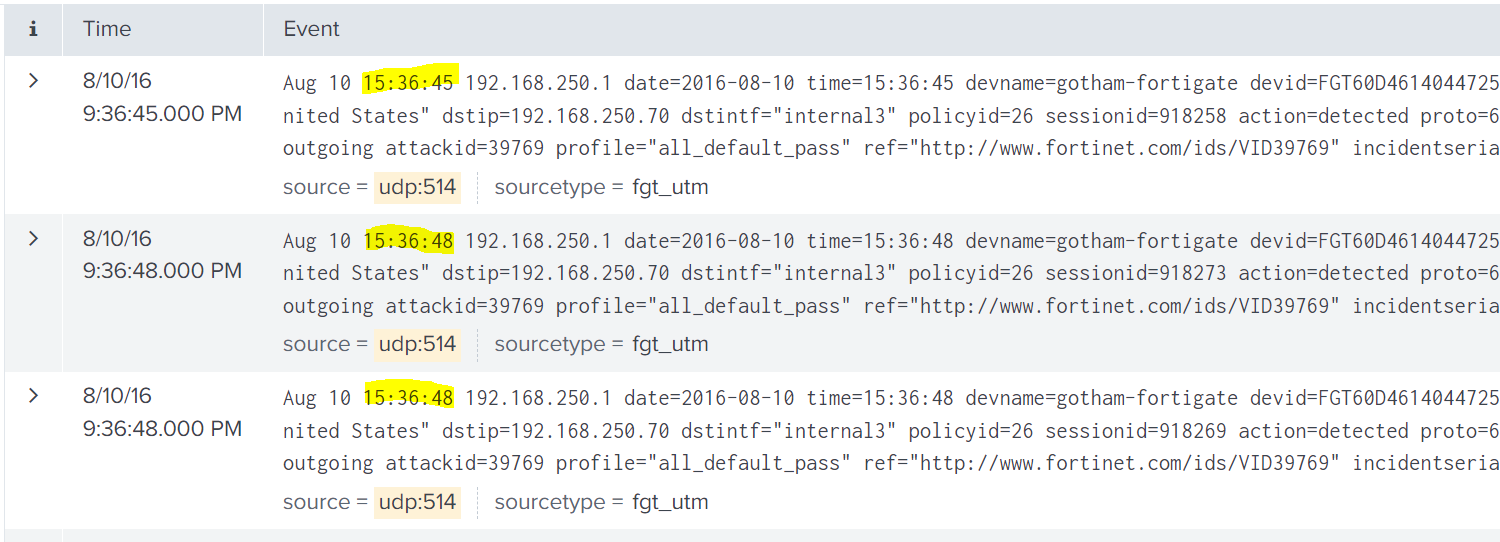 i Time Event
8/10/16 Aug 10 15:36:45 192.168.250.1 date=2016-08-10 time=15:36:45 devname=gotham-fortigate devid=FGT60D4614044725
9:36:45.000 PM nited States" dstip=192.168.250.70 dstintf="internal3" policyid=26 sessionid=918258 action=detected proto=6
outgoing attackid=39769 profile="all_default_pass" ref="http://www.fortinet.com/ids/VID39769" incidentseria
source = udp:514 sourcetype = fgt_utm
8/10/16 Aug 10 15:36:48 192.168.250.1 date=2016-08-10 time=15:36:48 devname=gotham-fortigate devid=FGT60D4614044725
9:36:48.000 PM nited States" dstip=192.168.250.70 dstintf="internal3" policyid=26 sessionid=918273 action=detected proto=6
outgoing attackid=39769 profile="all_default_pass" ref="http://www.fortinet.com/ids/VID39769" incidentseria
source = udp:514 sourcetype = fgt_utm
8/10/16 Aug 10 15:36:48 192.168.250.1 date=2016-08-10 time=15:36:48 devname=gotham-fortigate devid=FGT60D4614044725
9:36:48.000 PM nited States" dstip=192.168.250.70 dstintf="internal3" policyid=26 sessionid=918269 action=detected proto=6
outgoing attackid=39769 profile="all_default_pass" ref="http://www.fortinet.com/ids/VID39769" incidentseria
source = udp:514 sourcetype = fgt_utm